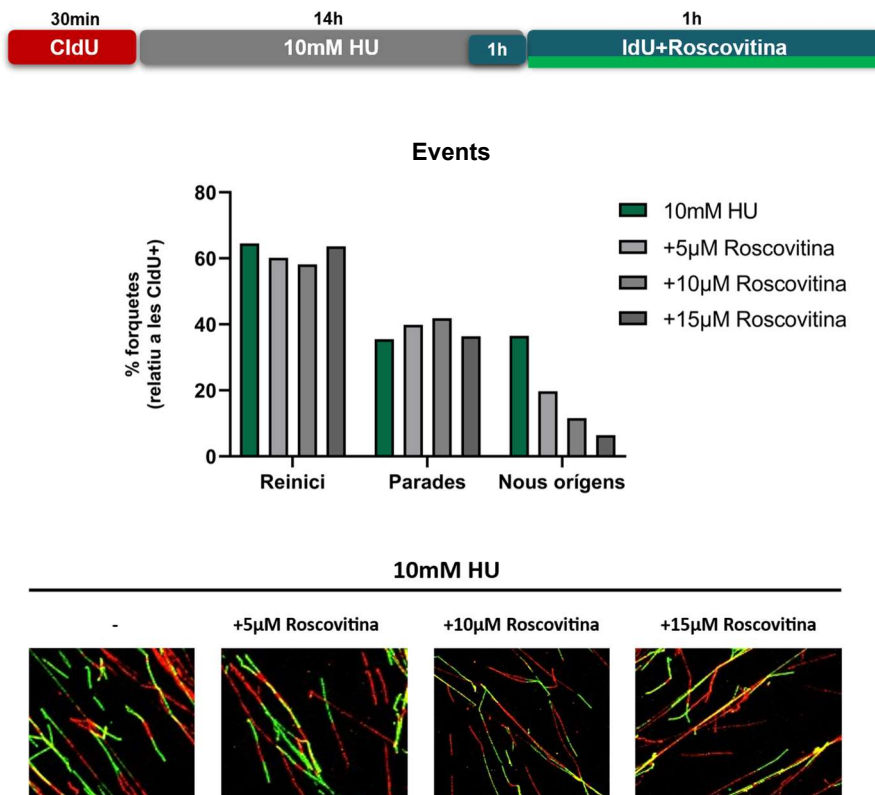 30min 14h 1h
CldU 10mM HU 1h IdU+Roscovitina
Events
% forquetes
(relatiu a les CldU+)
80
60
40
20
0
Reinici Parades Nous orígens
10mM HU
+5µM Roscovitina
+10µM Roscovitina
+15µM Roscovitina
10mM HU
- +5µM Roscovitina +10µM Roscovitina +15µM Roscovitina